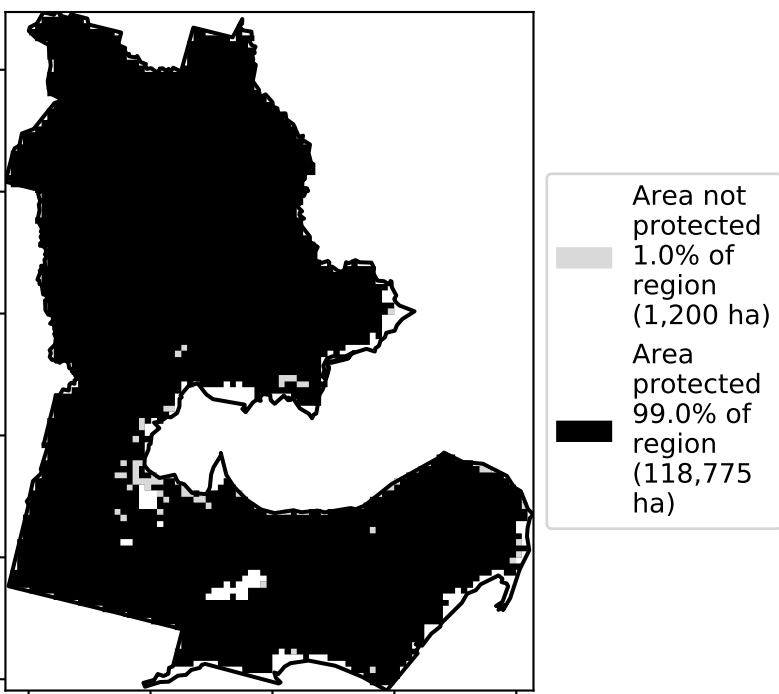 Area not
protected
1.0% of
region
(1,200 ha)
Area
protected
99.0% of
region
(118,775
ha)